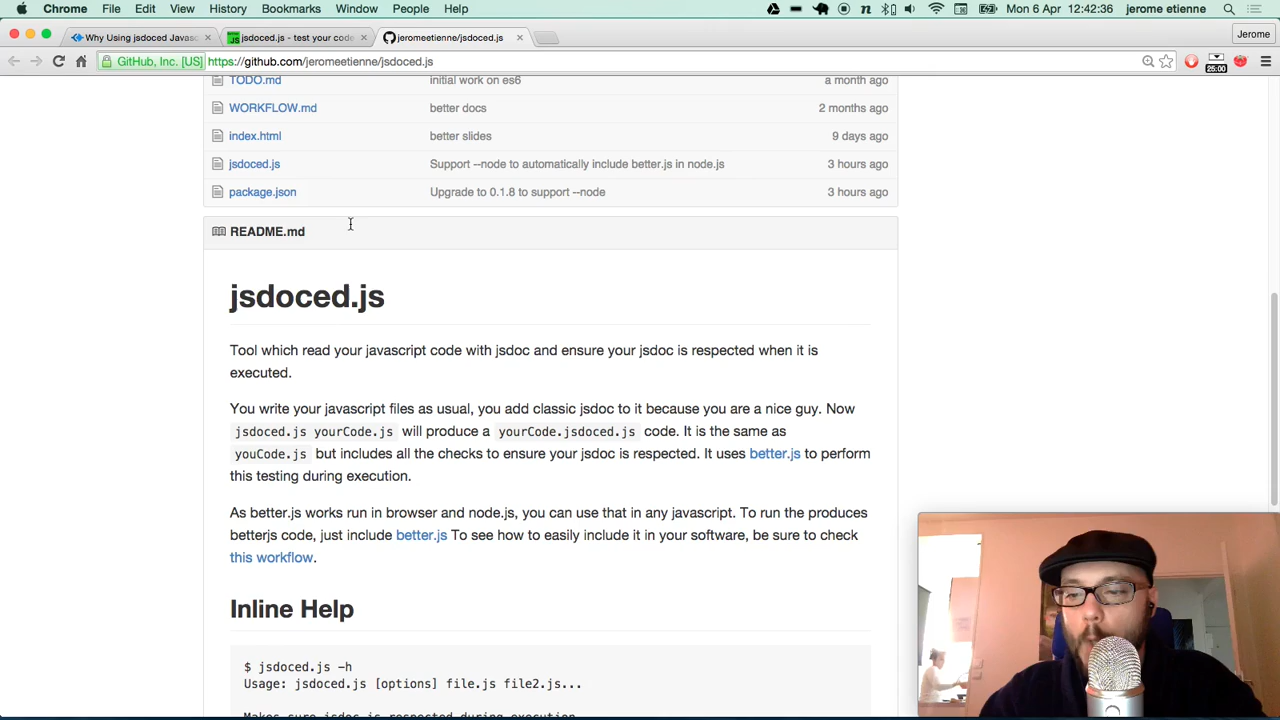 Chrome File Edit View History Bookmarks Window People Help Mon 6 Apr 12:42:36 jerome etienne
Why Using jsdoced Javasc × jsdoced.js - test your code × jeromeetienne/jsdoced.js × Jerome
GitHub, Inc. [US] https://github.com/jeromeetienne/jsdoced.js 25:00
TODO.md initial work on es6 a month ago
WORKFLOW.md better docs 2 months ago
index.html better slides 9 days ago
jsdoced.js Support --node to automatically include better.js in node.js 3 hours ago
package.json Upgrade to 0.1.8 to support --node 3 hours ago
README.md
jsdoced.js
Tool which read your javascript code with jsdoc and ensure your jsdoc is respected when it is
executed.
You write your javascript files as usual, you add classic jsdoc to it because you are a nice guy. Now
jsdoced.js yourCode.js will produce a yourCode.jsdoced.js code. It is the same as
youCode.js but includes all the checks to ensure your jsdoc is respected. It uses better.js to perform
this testing during execution.
As better.js works run in browser and node.js, you can use that in any javascript. To run the produces
betterjs code, just include better.js To see how to easily include it in your software, be sure to check
this workflow.
Inline Help
$ jsdoced.js -h
Usage: jsdoced.js [options] file.js file2.js...
Makes sure jsdoc is respected during execution